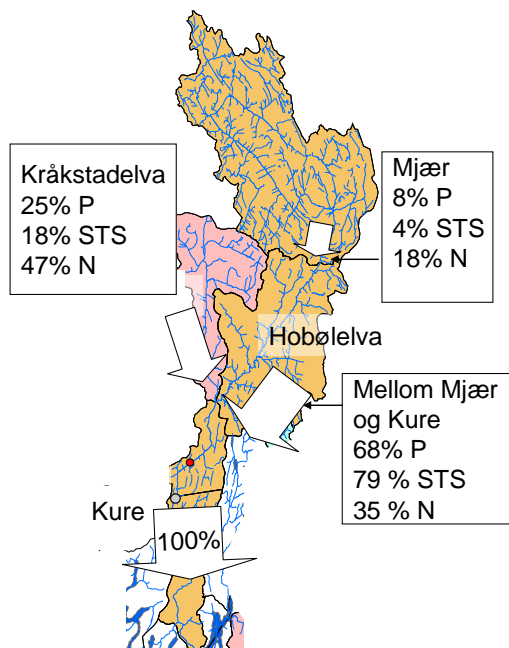 Kråkstadelva
25% P
18% STS
47% N
Mjær
8% P
4% STS
18% N
Hobølelva
Mellom Mjær
og Kure
68% P
79 % STS
35 % N
Kure
100%